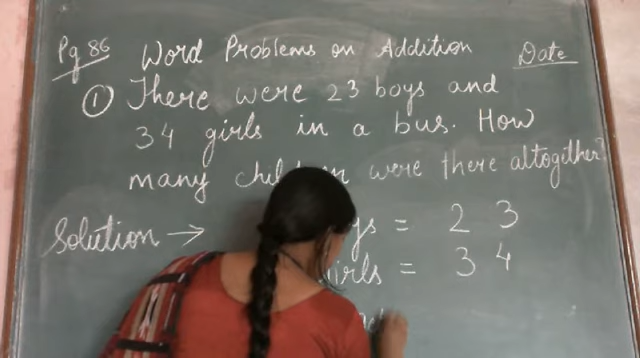 Pg 86 Word Problems on Addition Date
① There were 23 boys and
34 girls in a bus. How
many were there altogether?
Solution → = 2 3
= 3 4